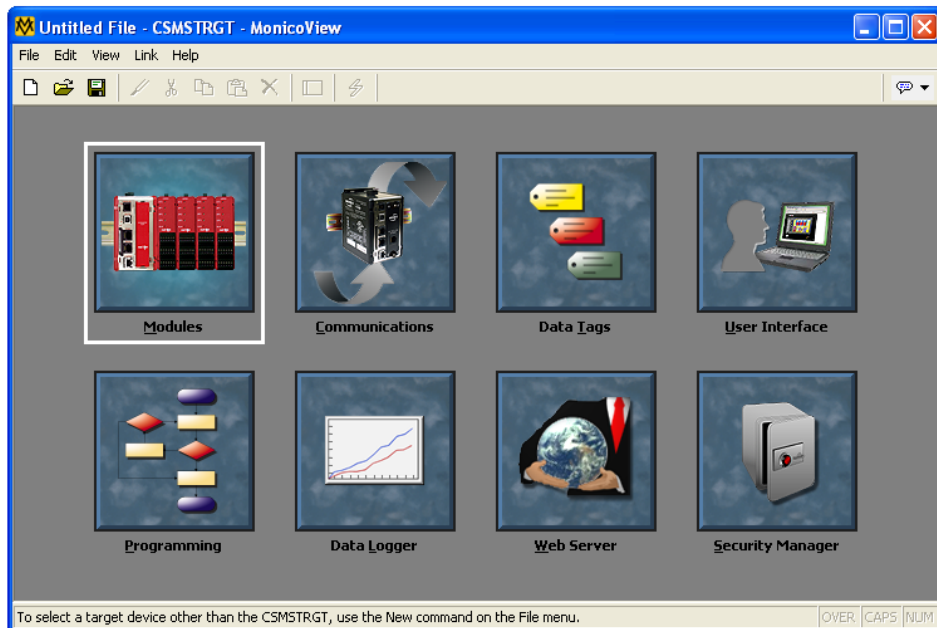 Untitled File - CSMSTRGT - MonicoView
File Edit View Link Help
Modules Communications Data Tags User Interface
Programming Data Logger Web Server Security Manager
To select a target device other than the CSMSTRGT, use the New command on the File menu. OVER CAPS NUM